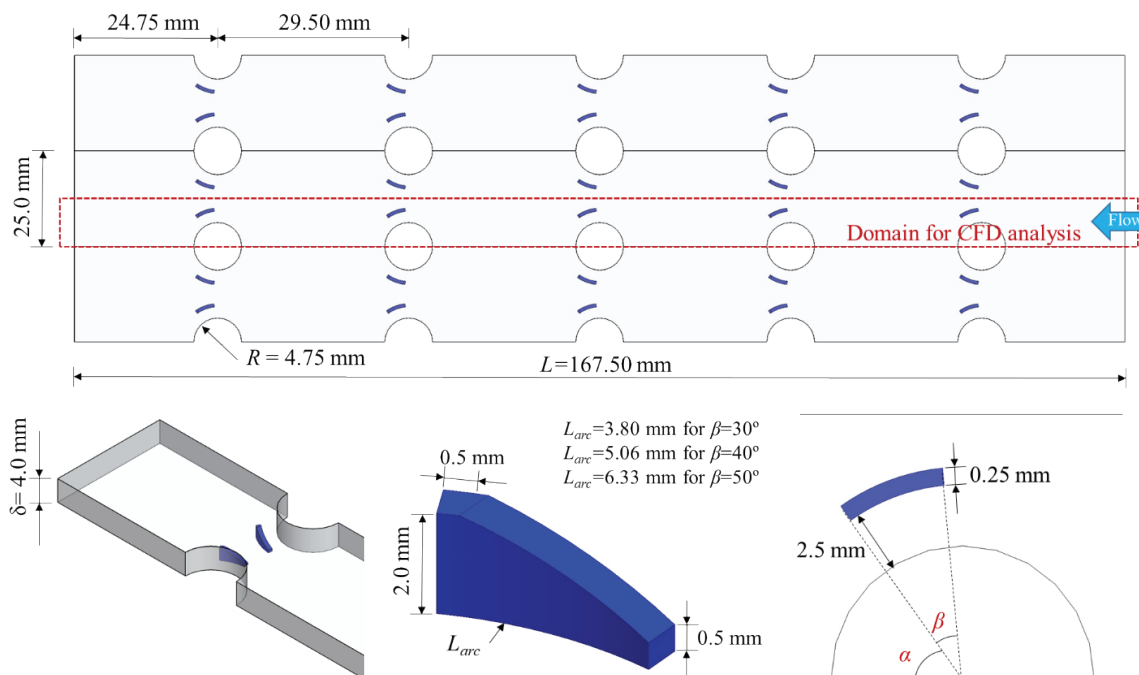 24.75 mm
29.50 mm
25.0 mm
Domain for CFD analysis
Flow
R = 4.75 mm
L=167.50 mm
δ= 4.0 mm
L_arc=3.80 mm for β=30°
L_arc=5.06 mm for β=40°
L_arc=6.33 mm for β=50°
0.5 mm
2.0 mm
L_arc
0.5 mm
0.25 mm
2.5 mm
β
α